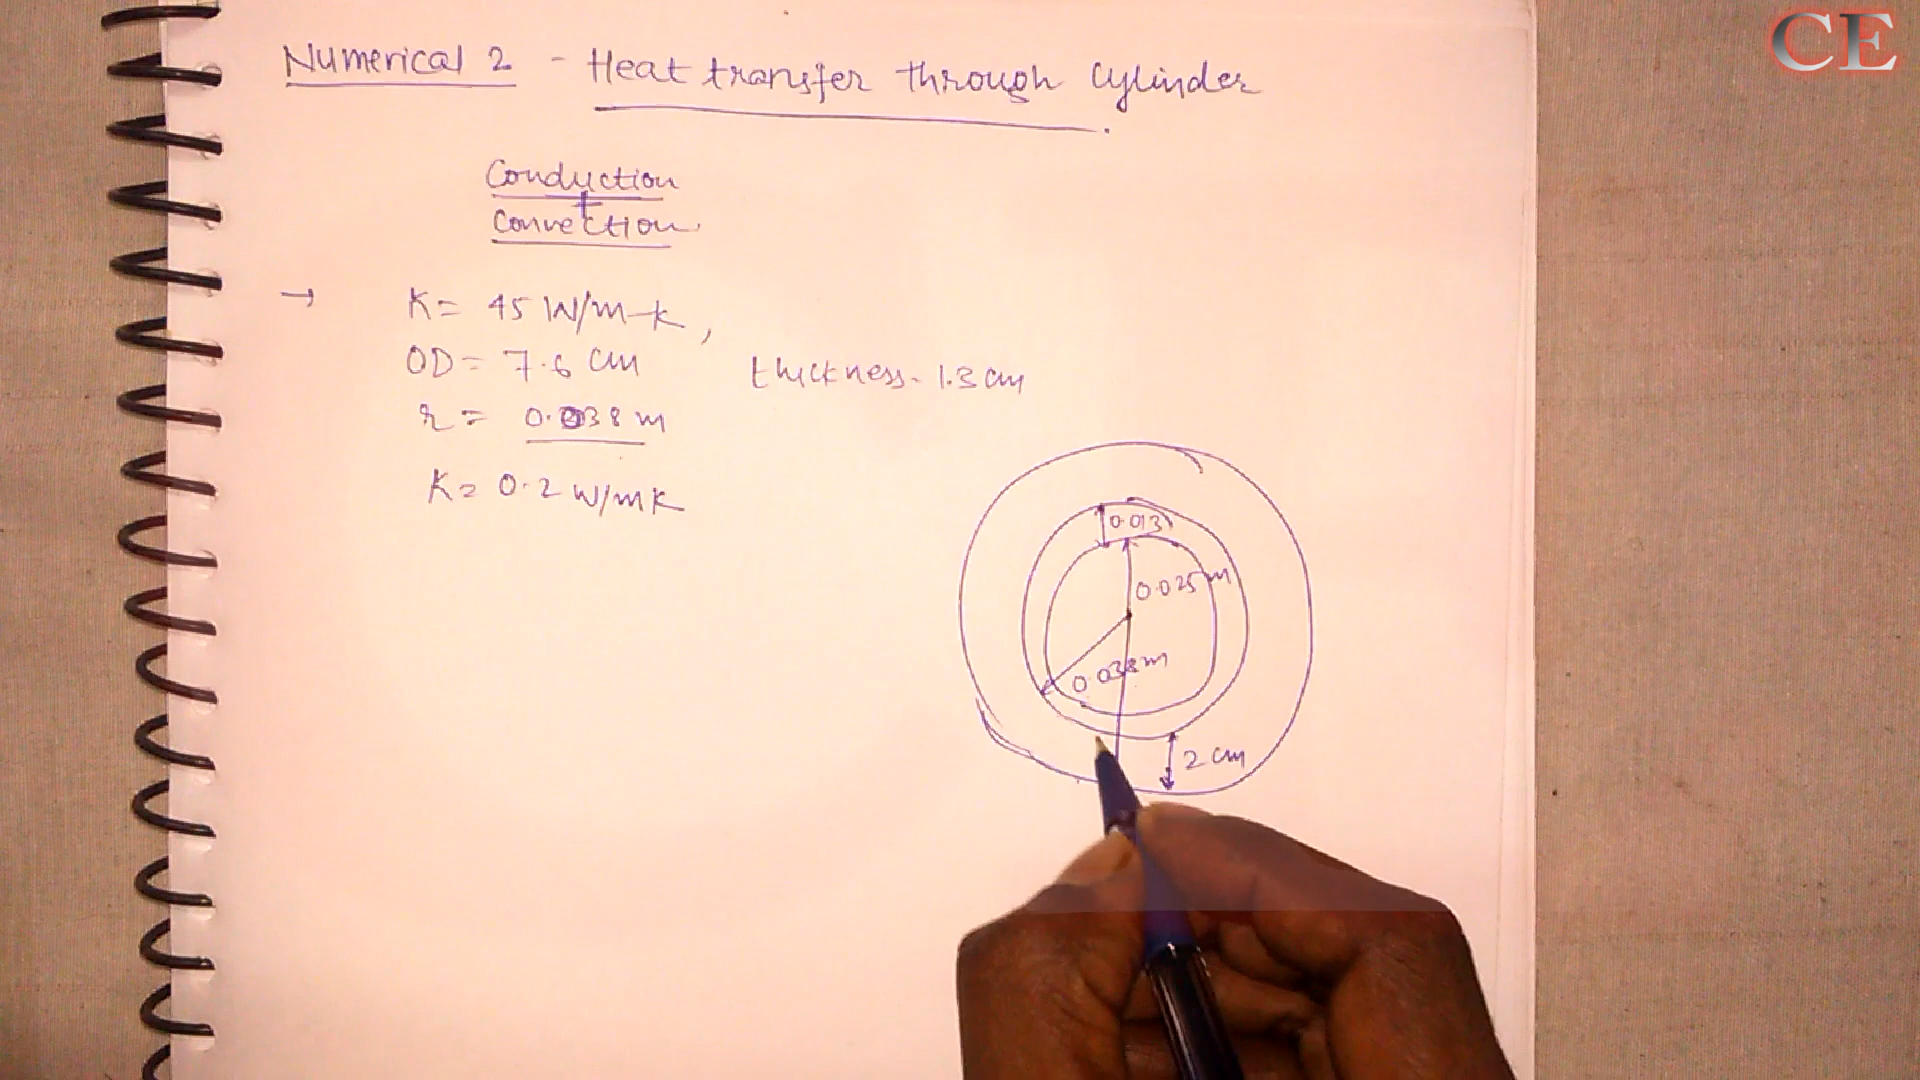 CE
Numerical 2 - Heat transfer through Cylinder
Conduction
+
Convection
→ K = 45 W/m-k,
OD = 7.6 cm thickness - 1.3 cm
r = 0.038 m
K = 0.2 W/mK
0.013
0.025 m
0.038 m
2 cm